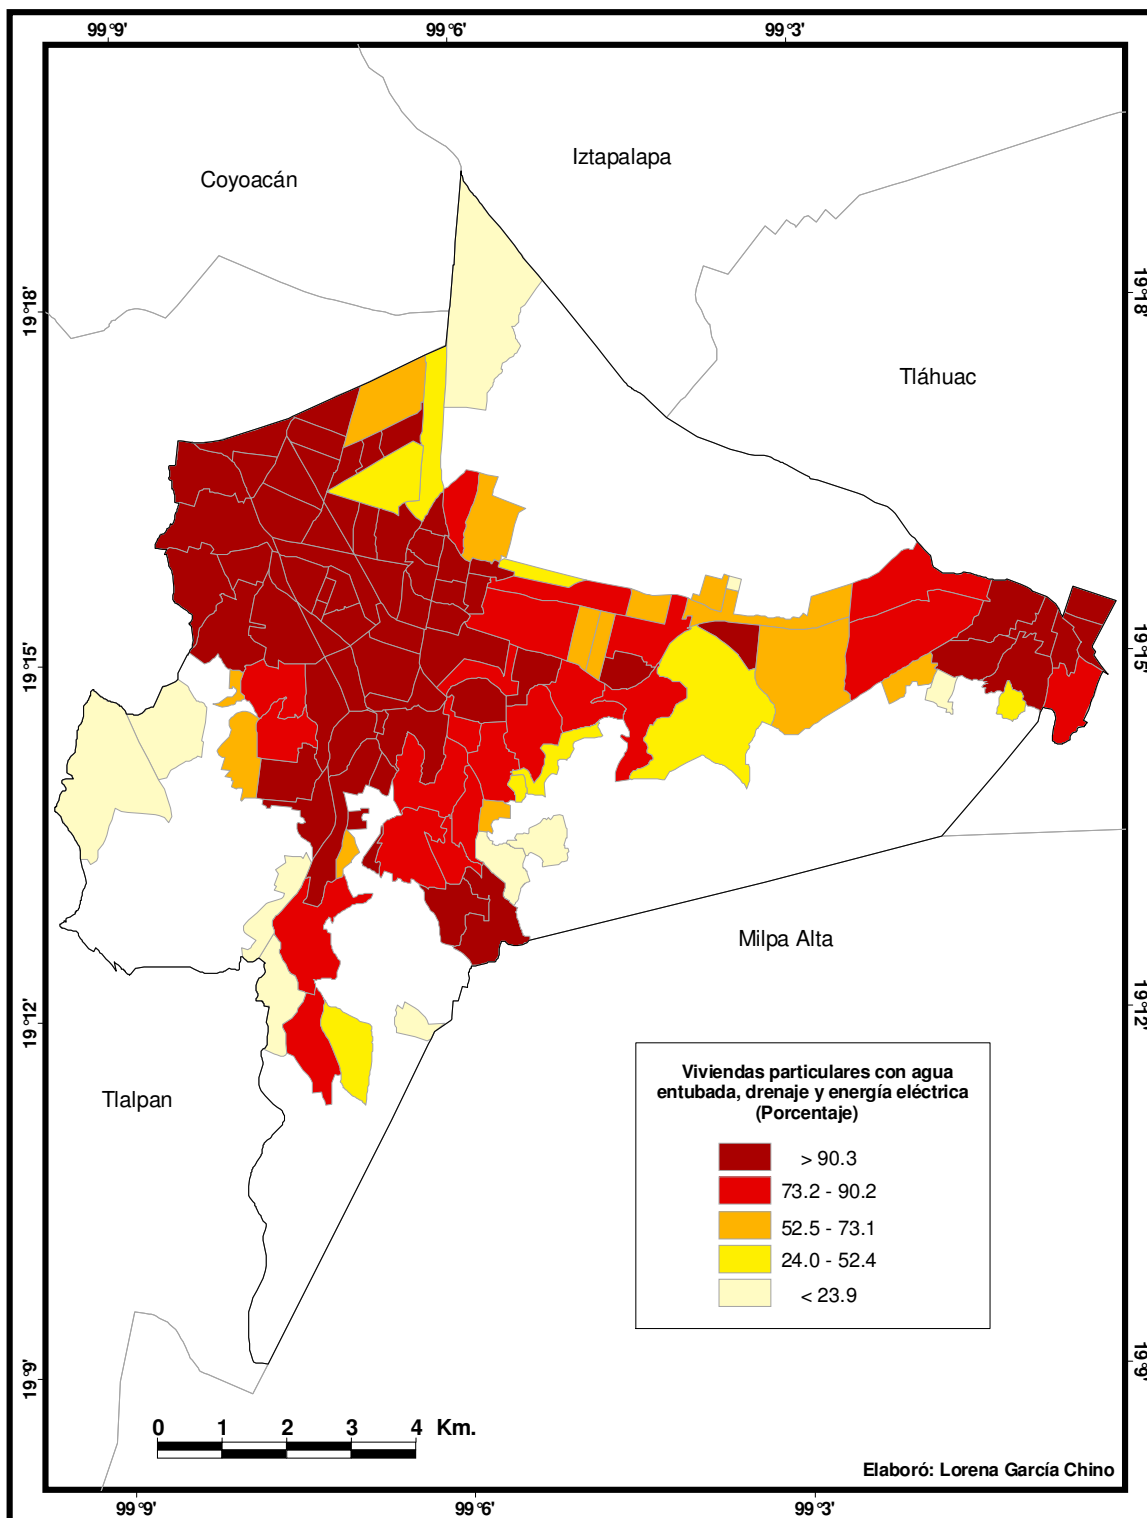 99°9'
99°6'
99°3'
Iztapalapa
Coyoacán
19°18'
19°18'
Tláhuac
19°15'
19°15'
Milpa Alta
19°12'
19°12'
Tlalpan
Viviendas particulares con agua
entubada, drenaje y energía eléctrica
(Porcentaje)
> 90.3
73.2 - 90.2
52.5 - 73.1
24.0 - 52.4
< 23.9
19°9'
19°9'
0 1 2 3 4 Km.
Elaboró: Lorena García Chino
99°9'
99°6'
99°3'